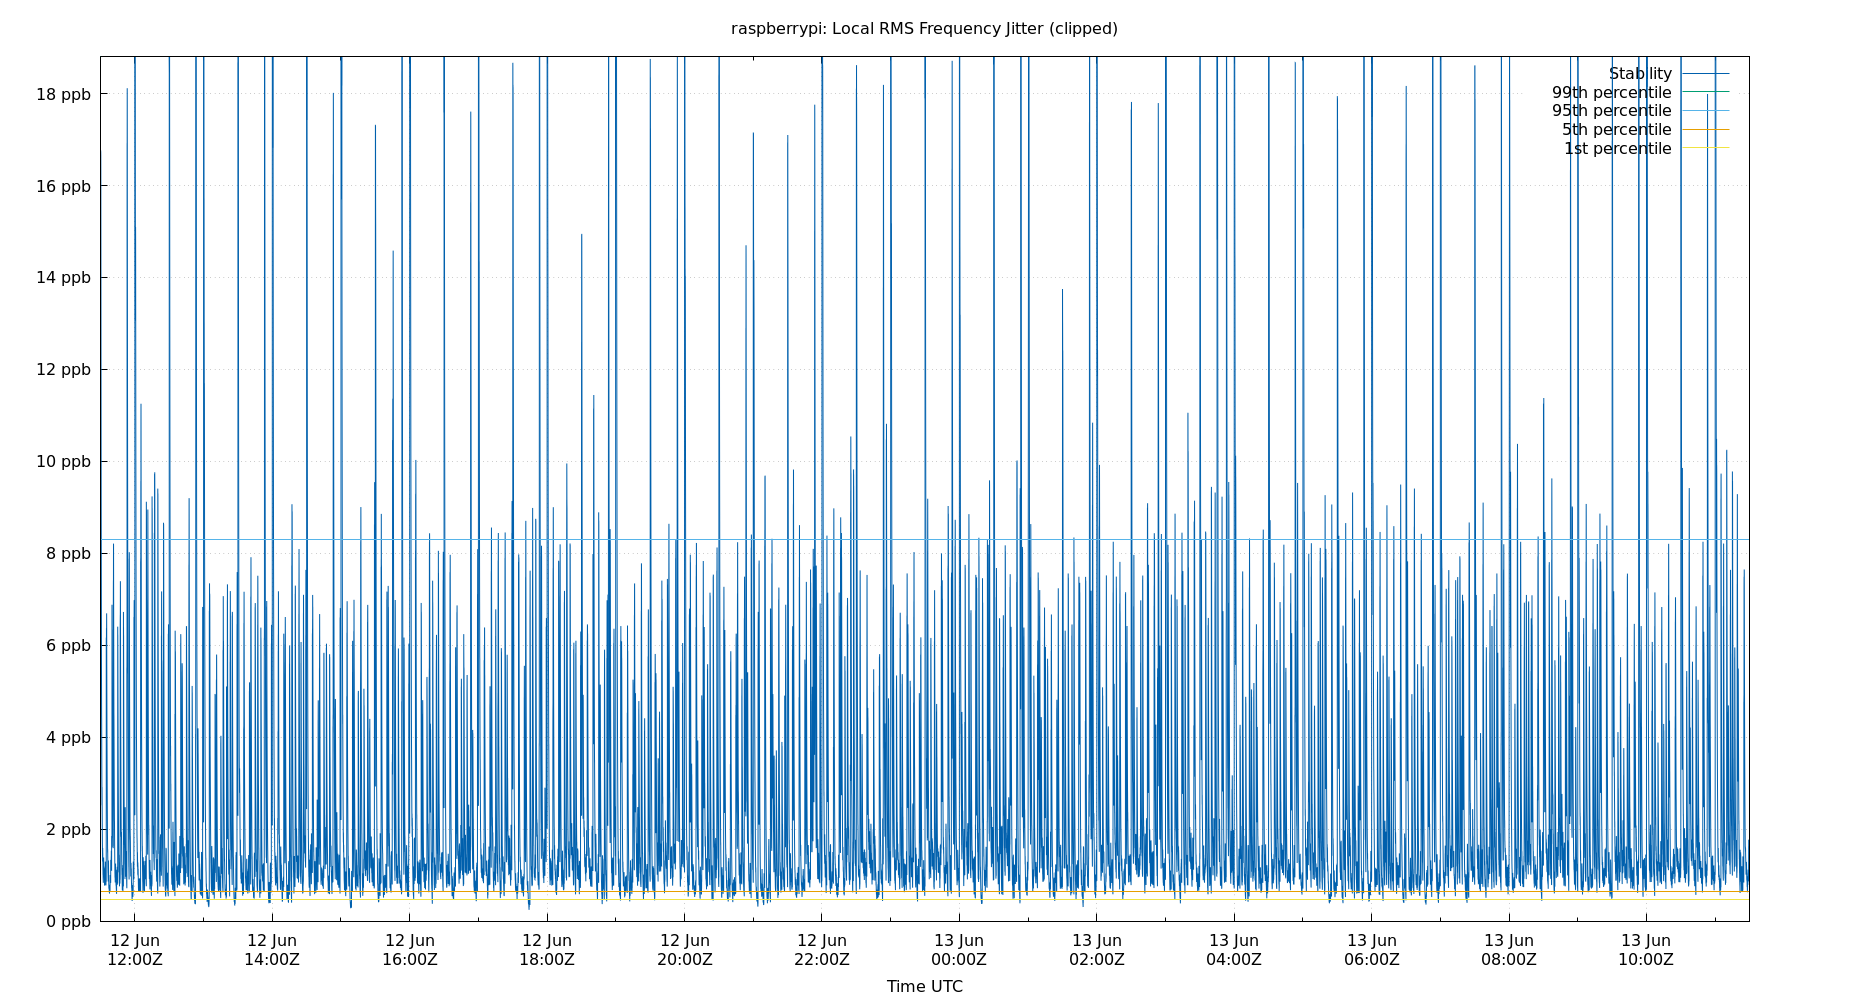 raspberrypi: Local RMS Frequency Jitter (clipped)
Stability
99th percentile
95th percentile
5th percentile
1st percentile
18 ppb
16 ppb
14 ppb
12 ppb
10 ppb
8 ppb
6 ppb
4 ppb
2 ppb
0 ppb
12 Jun 12 Jun 12 Jun 12 Jun 12 Jun 12 Jun 13 Jun 13 Jun 13 Jun 13 Jun 13 Jun 13 Jun
12:00Z 14:00Z 16:00Z 18:00Z 20:00Z 22:00Z 00:00Z 02:00Z 04:00Z 06:00Z 08:00Z 10:00Z
Time UTC